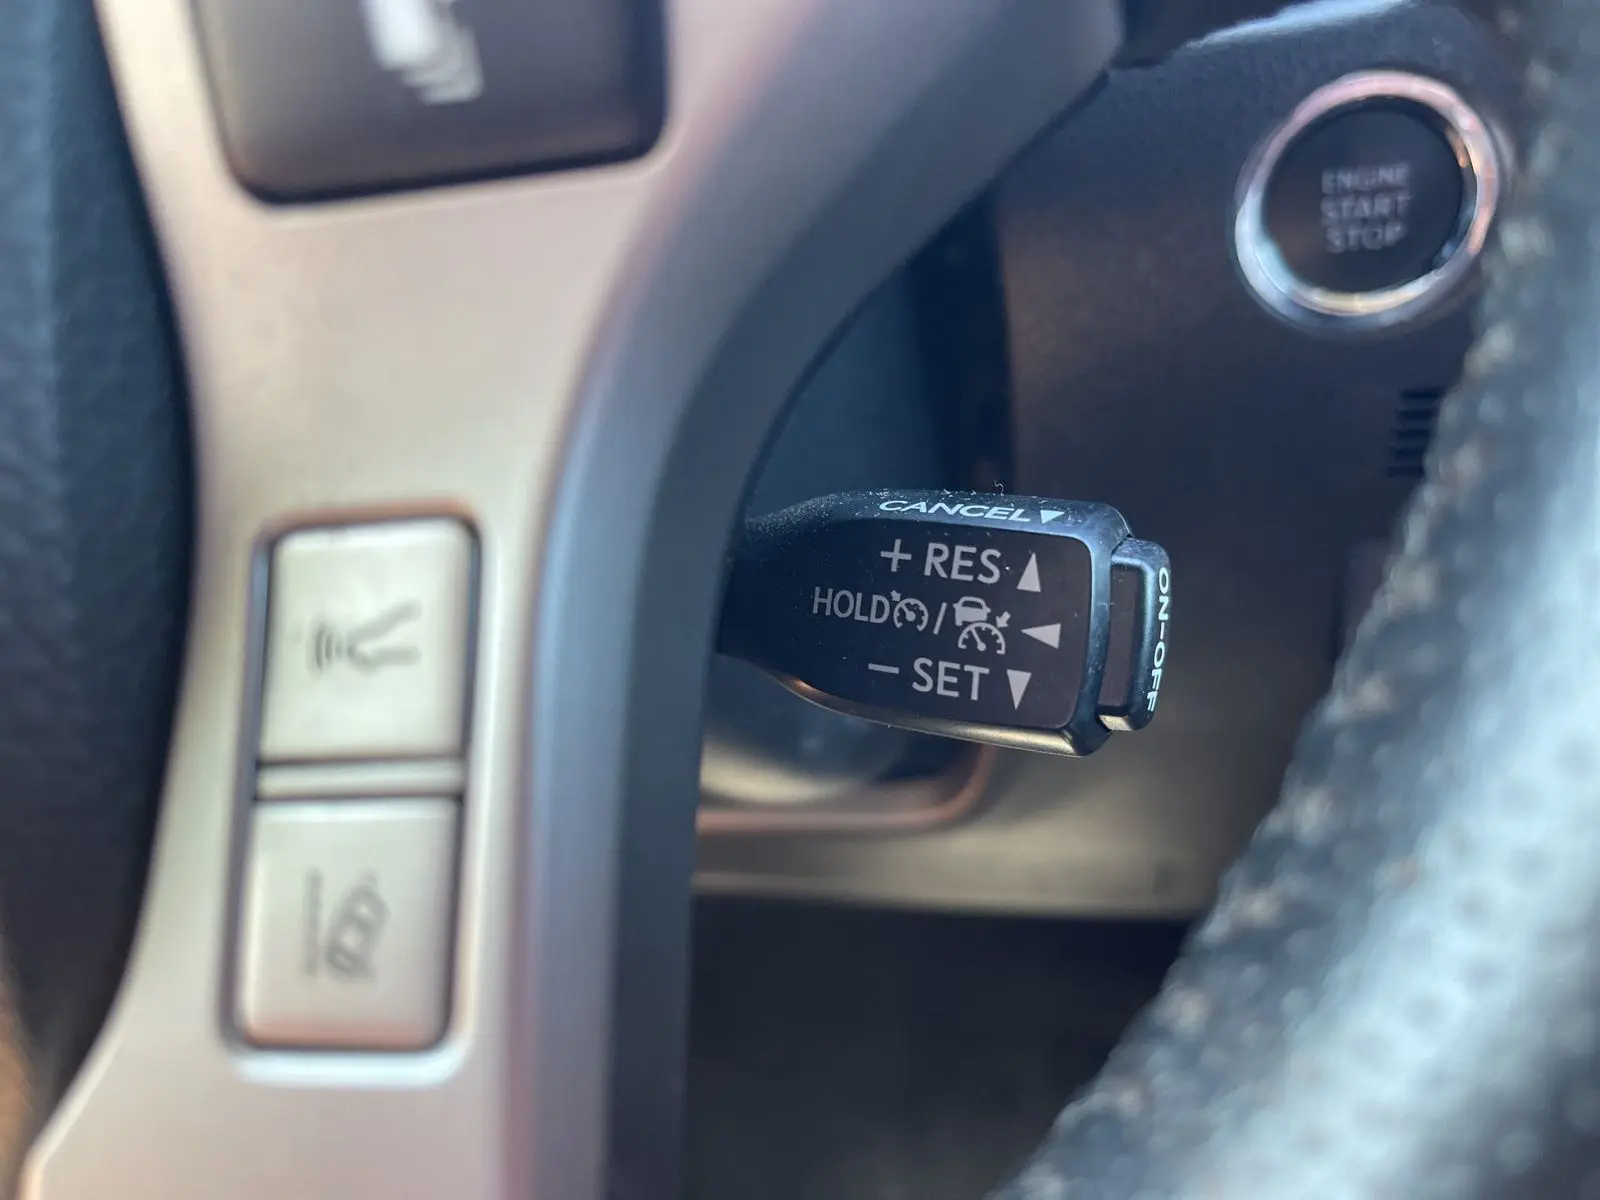 ENGINE
START
STOP
CANCEL▼
+ RES ▲
HOLD / ◀
− SET ▼
ON-OFF